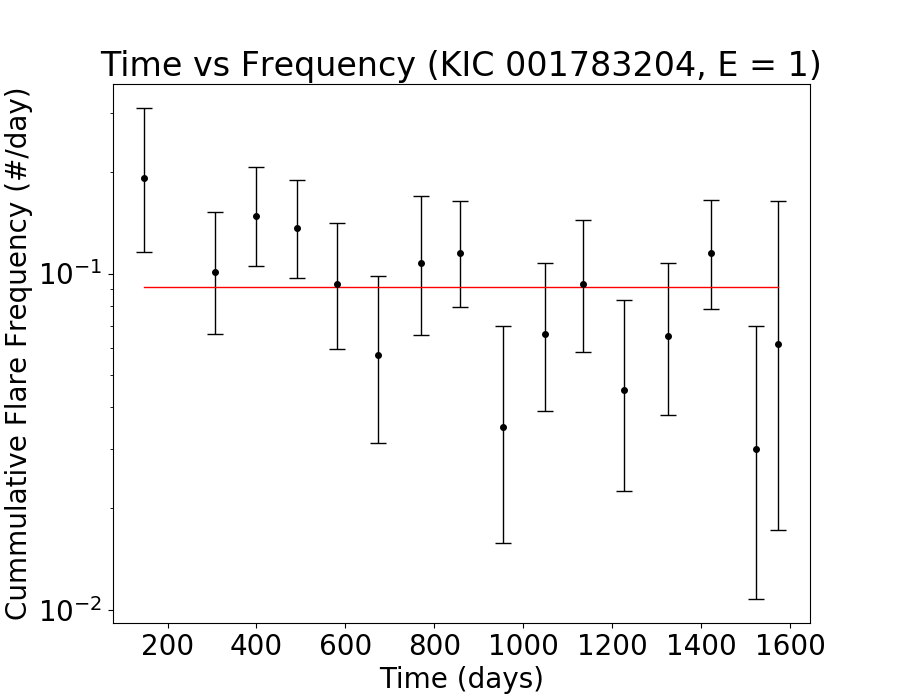 Time vs Frequency (KIC 001783204, E = 1)
Cummulative Flare Frequency (#/day)
10⁻¹
10⁻²
200 400 600 800 1000 1200 1400 1600
Time (days)